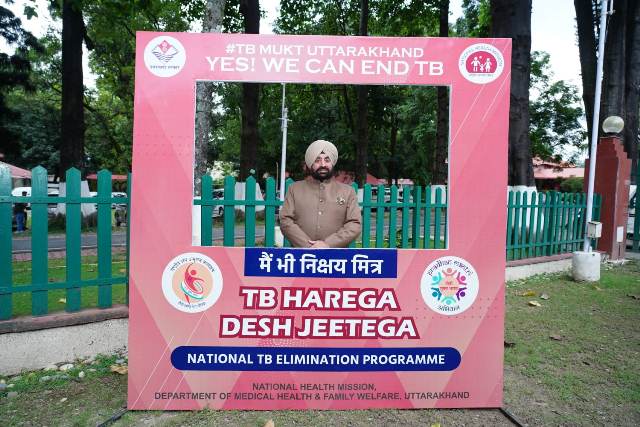 #TB MUKT UTTARAKHAND
YES! WE CAN END TB
मैं भी निक्षय मित्र
TB HAREGA
DESH JEETEGA
NATIONAL TB ELIMINATION PROGRAMME
NATIONAL HEALTH MISSION,
DEPARTMENT OF MEDICAL HEALTH & FAMILY WELFARE, UTTARAKHAND